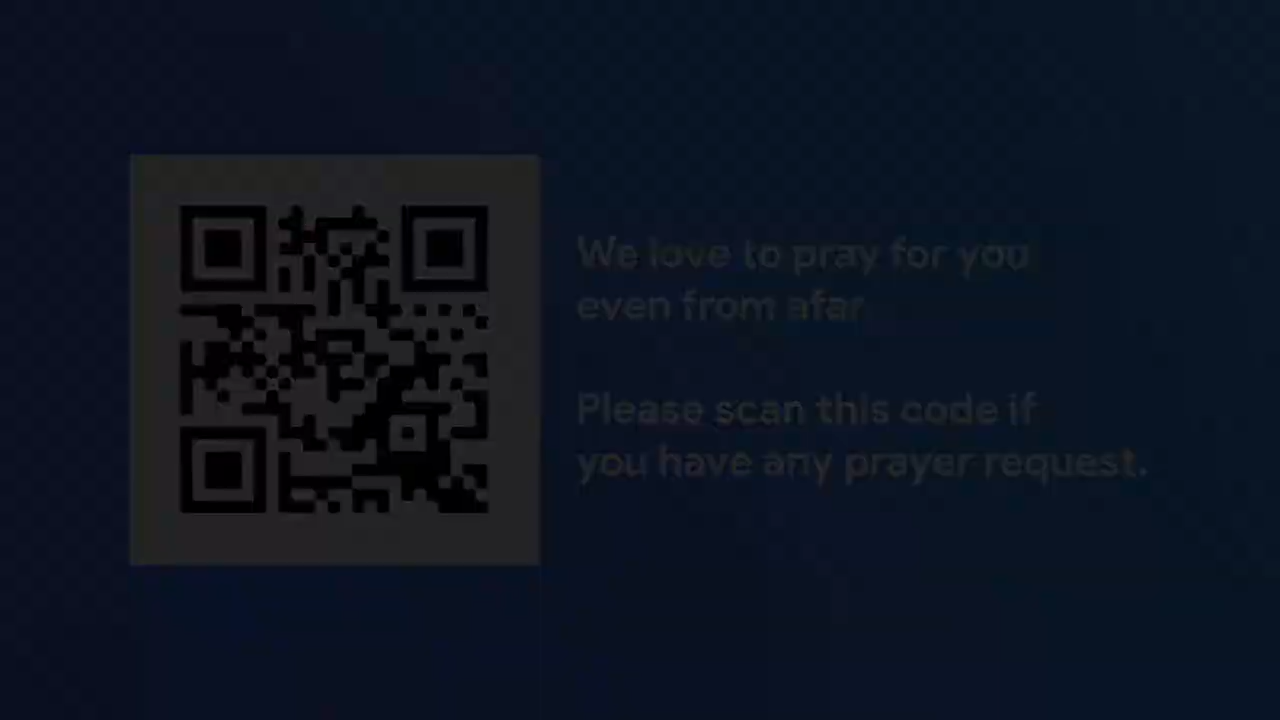 We love to pray for you
even from afar
Please scan this code if
you have any prayer request.